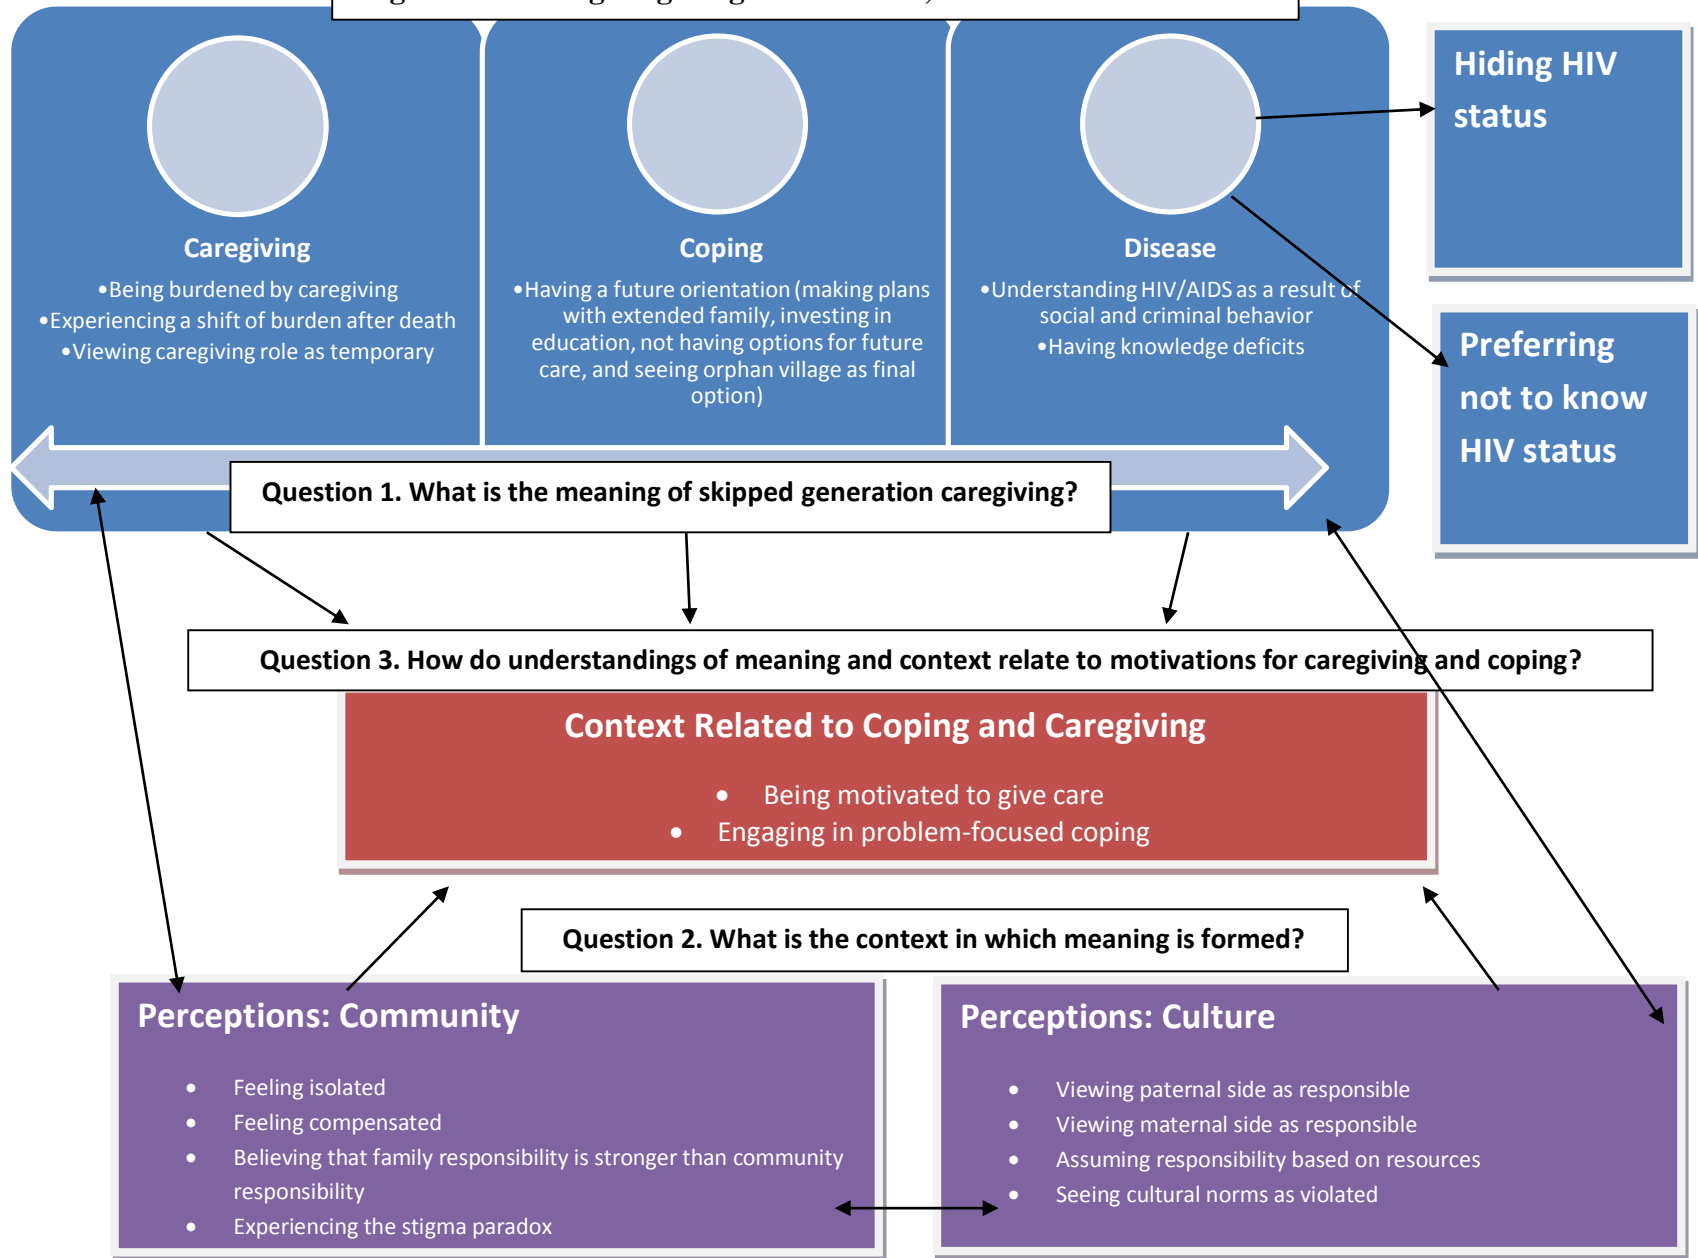 Caregiving
•Being burdened by caregiving
•Experiencing a shift of burden after death
•Viewing caregiving role as temporary
Coping
•Having a future orientation (making plans
with extended family, investing in
education, not having options for future
care, and seeing orphan village as final
option)
Disease
•Understanding HIV/AIDS as a result of
social and criminal behavior
•Having knowledge deficits
Hiding HIV
status
Preferring
not to know
HIV status
Question 1. What is the meaning of skipped generation caregiving?
Question 3. How do understandings of meaning and context relate to motivations for caregiving and coping?
Context Related to Coping and Caregiving
• Being motivated to give care
• Engaging in problem-focused coping
Question 2. What is the context in which meaning is formed?
Perceptions: Community
• Feeling isolated
• Feeling compensated
• Believing that family responsibility is stronger than community
responsibility
• Experiencing the stigma paradox
Perceptions: Culture
• Viewing paternal side as responsible
• Viewing maternal side as responsible
• Assuming responsibility based on resources
• Seeing cultural norms as violated